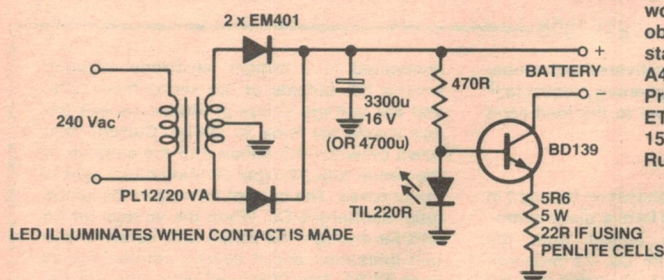 2 x EM401
240 Vac
PL12/20 VA
3300u
16 V
(OR 4700u)
470R
+
BATTERY
−
BD139
TIL220R
5R6
5 W
22R IF USING
PENLITE CELLS
LED ILLUMINATES WHEN CONTACT IS MADE
wo
ob
sta
A4
Pr
ET
15
Ru